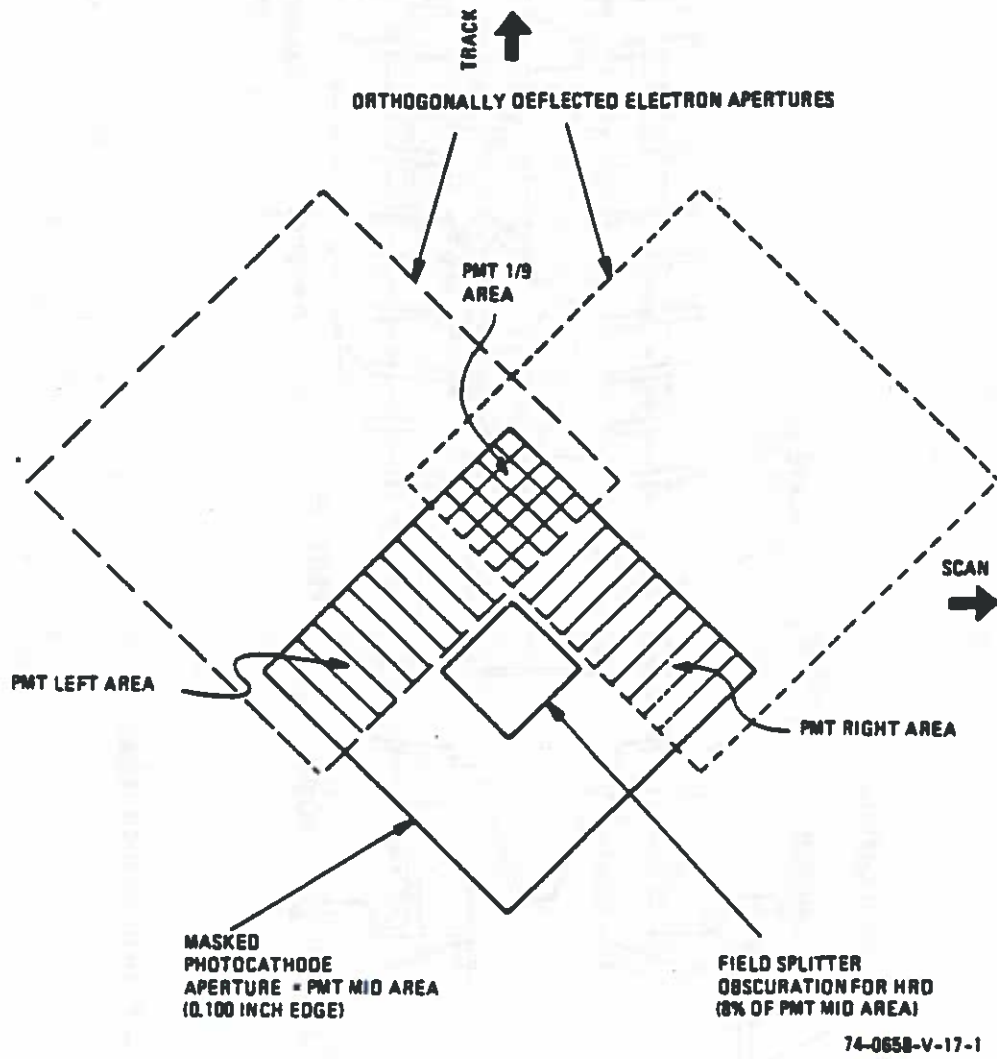 TRACK
ORTHOGONALLY DEFLECTED ELECTRON APERTURES
PMT 1/9
AREA
SCAN
PMT LEFT AREA
PMT RIGHT AREA
MASKED
PHOTOCATHODE
APERTURE = PMT MID AREA
(0.100 INCH EDGE)
FIELD SPLITTER
OBSCURATION FOR HRD
(8% OF PMT MID AREA)
74-0658-V-17-1